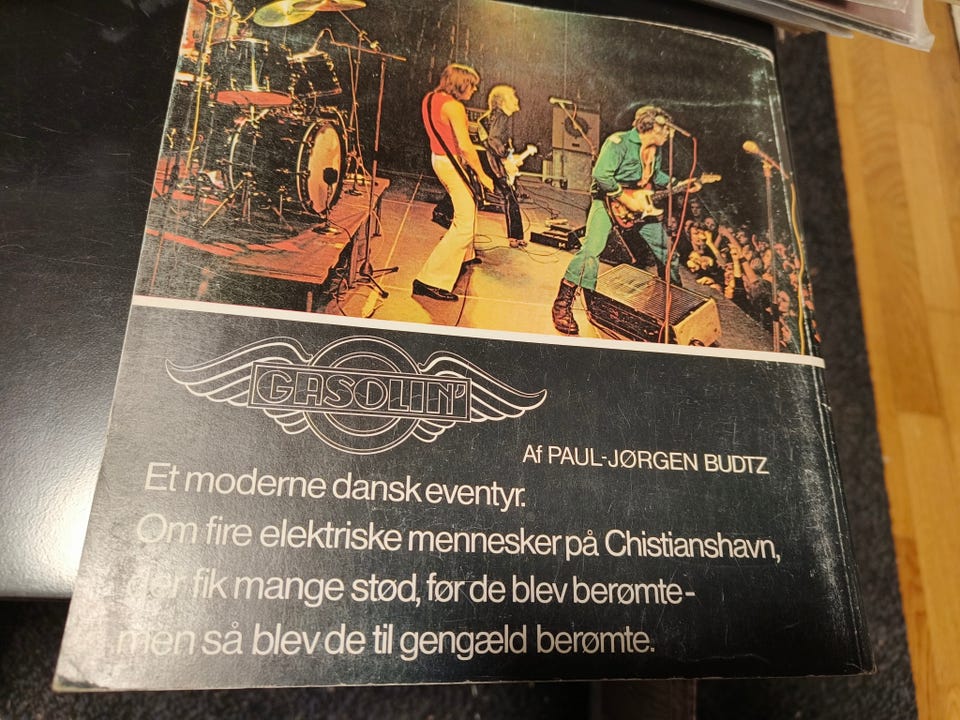 GASOLIN'
Af PAUL-JØRGEN BUDTZ
Et moderne dansk eventyr.
Om fire elektriske mennesker på Chistianshavn,
der fik mange stød, før de blev berømte-
men så blev de til gengæld berømte.